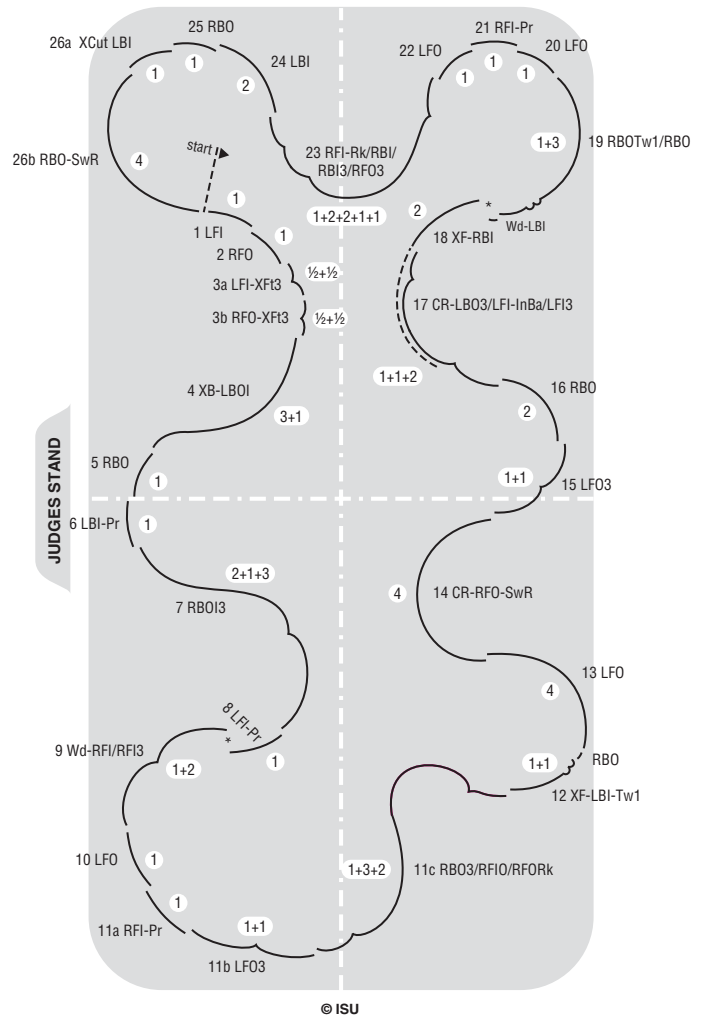 25 RBO
21 RFI-Pr
26a XCut LBI
1
1
24 LBI
2
22 LFO
20 LFO
1
1
1
start
4
26b RBO-SwR
23 RFI-Rk/RBI/
RBI3/RFO3
1+3
19 RBOTw1/RBO
1
1+2+2+1+1
2
*
Wd-LBI
1 LFI
1
18 XF-RBI
2 RFO
½+½
3a LFI-XFt3
3b RFO-XFt3
½+½
17 CR-LBO3/LFI-InBa/LFI3
1+1+2
4 XB-LBOI
3+1
16 RBO
2
JUDGES STAND
5 RBO
1
1+1
15 LFO3
6 LBI-Pr
1
2+1+3
7 RBOI3
4
14 CR-RFO-SwR
13 LFO
4
8 LFI-Pr
*
1
9 Wd-RFI/RFI3
1+2
1+1
RBO
12 XF-LBI-Tw1
10 LFO
1
1+3+2
11c RBO3/RFIO/RFORk
1
11a RFI-Pr
1+1
11b LFO3
© ISU